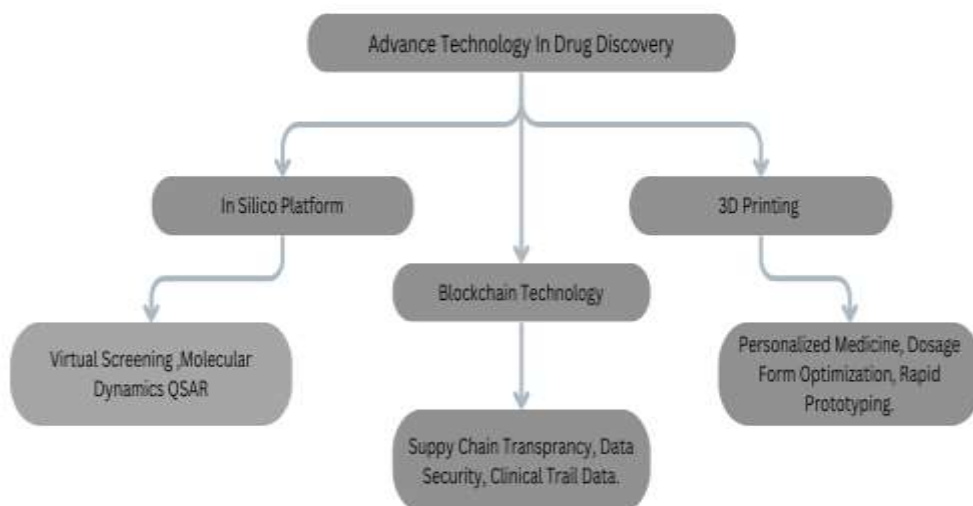 Advance Technology In Drug Discovery
In Silico Platform
3D Printing
Blockchain Technology
Virtual Screening ,Molecular
Dynamics QSAR
Personalized Medicine, Dosage
Form Optimization, Rapid
Prototyping.
Suppy Chain Transprancy, Data
Security, Clinical Trail Data.